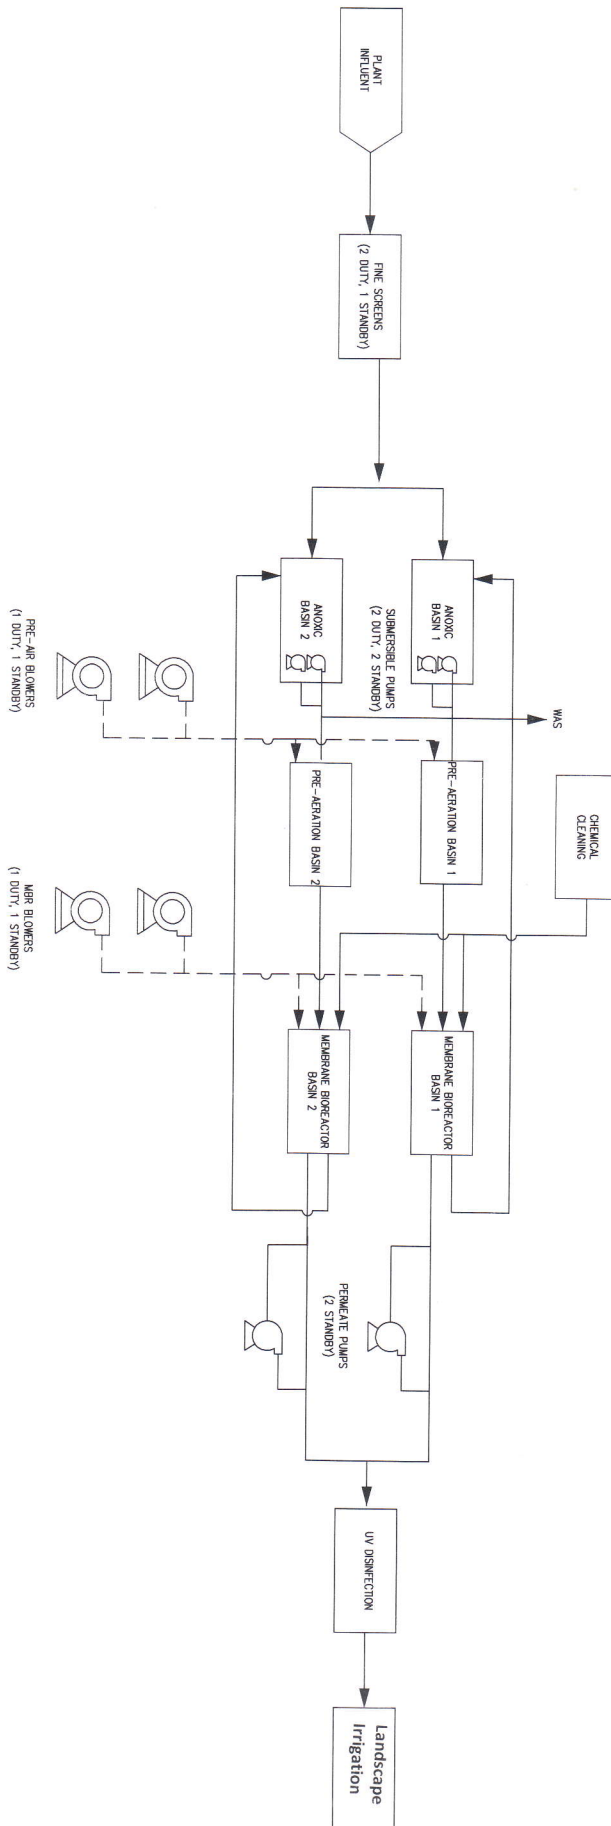 PLANT
INFLUENT
FINE SCREENS
(2 DUTY, 1 STANDBY)
ANOXIC
BASIN 1
SUBMERSIBLE PUMPS
(2 DUTY, 2 STANDBY)
ANOXIC
BASIN 2
WAS
PRE-AIR BLOWERS
(1 DUTY, 1 STANDBY)
PRE-AERATION BASIN 1
PRE-AERATION BASIN 2
CHEMICAL
CLEANING
MBR BLOWERS
(1 DUTY, 1 STANDBY)
MEMBRANE BIOREACTOR
BASIN 1
MEMBRANE BIOREACTOR
BASIN 2
PERMEATE PUMPS
(2 STANDBY)
UV DISINFECTION
Landscape
Irrigation